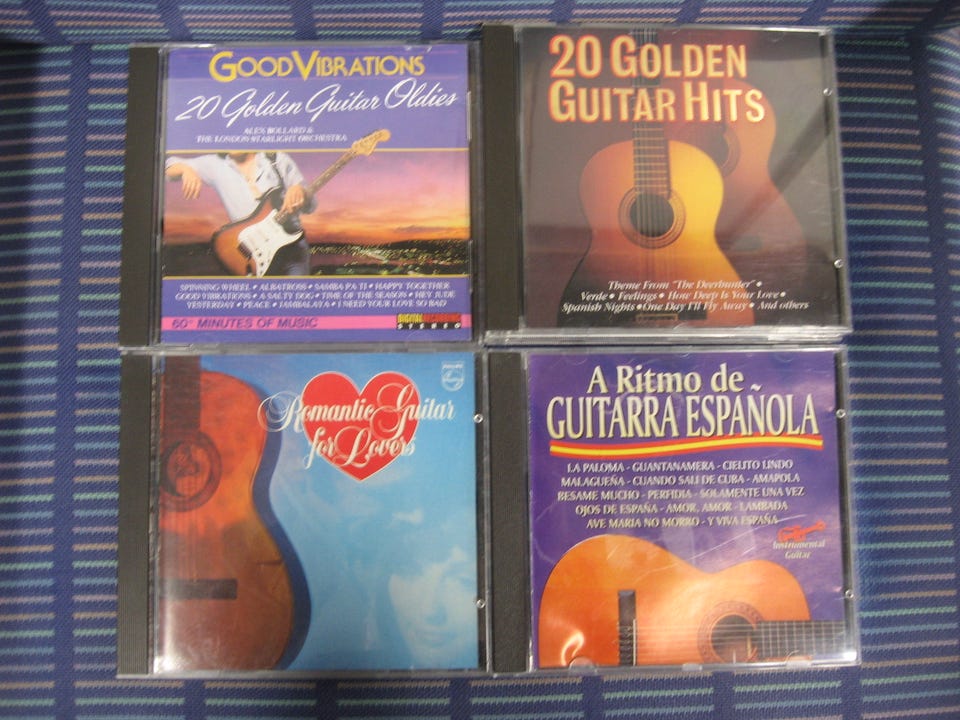 GOOD VIBRATIONS
20 Golden Guitar Oldies
ALEX BOLLARD &
THE LONDON STARLIGHT ORCHESTRA
SPINNING WHEEL • ALBATROSS • SAMBA PA TI • HAPPY TOGETHER
GOOD VIBRATIONS • A SALTY DOG • TIME OF THE SEASON • HEY JUDE
YESTERDAY • PEACE • JAMBALAYA • I NEED YOUR LOVE SO BAD
60" MINUTES OF MUSIC
DIGITAL RECORDING
STEREO
20 GOLDEN
GUITAR HITS
Theme From "The Deerhunter" •
Verde • Feelings • How Deep Is Your Love •
Spanish Nights • One Day I'll Fly Away • And others
PHILIPS
Romantic Guitar
for Lovers
A Ritmo de
GUITARRA ESPAÑOLA
LA PALOMA - GUANTANAMERA - CIELITO LINDO
MALAGUEÑA - CUANDO SALI DE CUBA - AMAPOLA
BESAME MUCHO - PERFIDIA - SOLAMENTE UNA VEZ
OJOS DE ESPAÑA - AMOR, AMOR - LAMBADA
AVE MARIA NO MORRO - Y VIVA ESPAÑA
Instrumental
Guitar